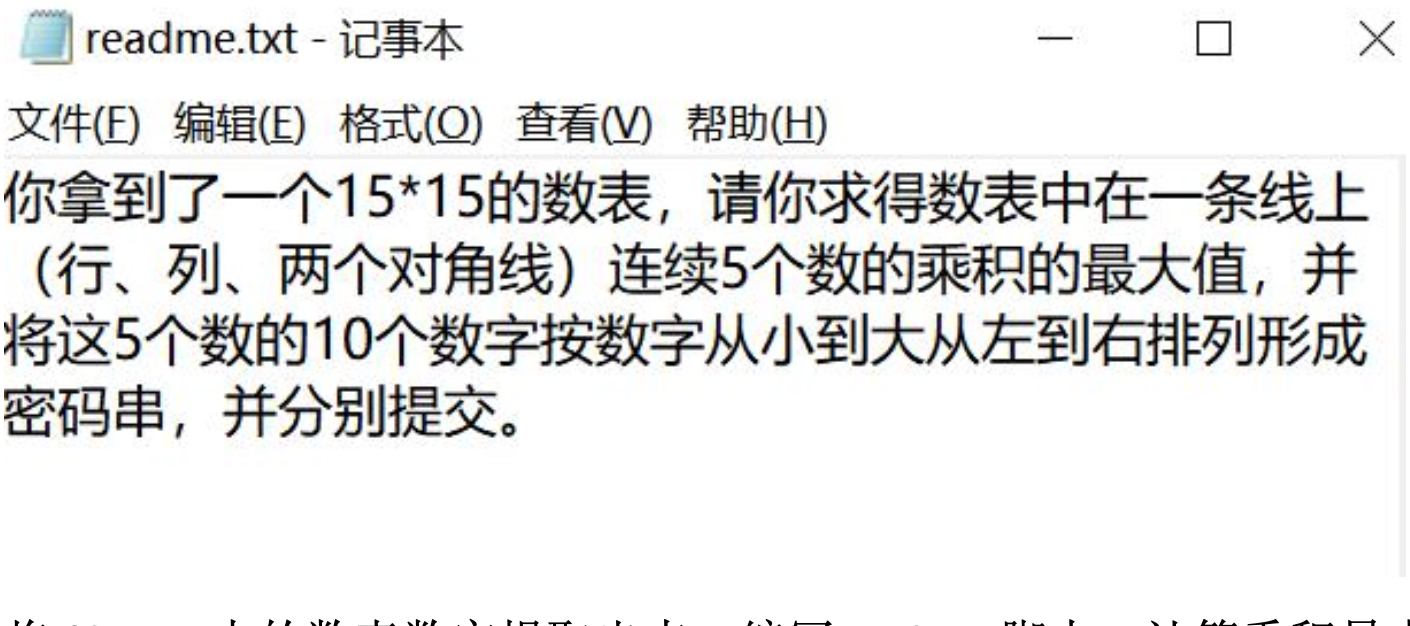 readme.txt - 记事本
文件(F) 编辑(E) 格式(O) 查看(V) 帮助(H)
你拿到了一个15*15的数表，请你求得数表中在一条线上
（行、列、两个对角线）连续5个数的乘积的最大值，并
将这5个数的10个数字按数字从小到大从左到右排列形成
密码串，并分别提交。